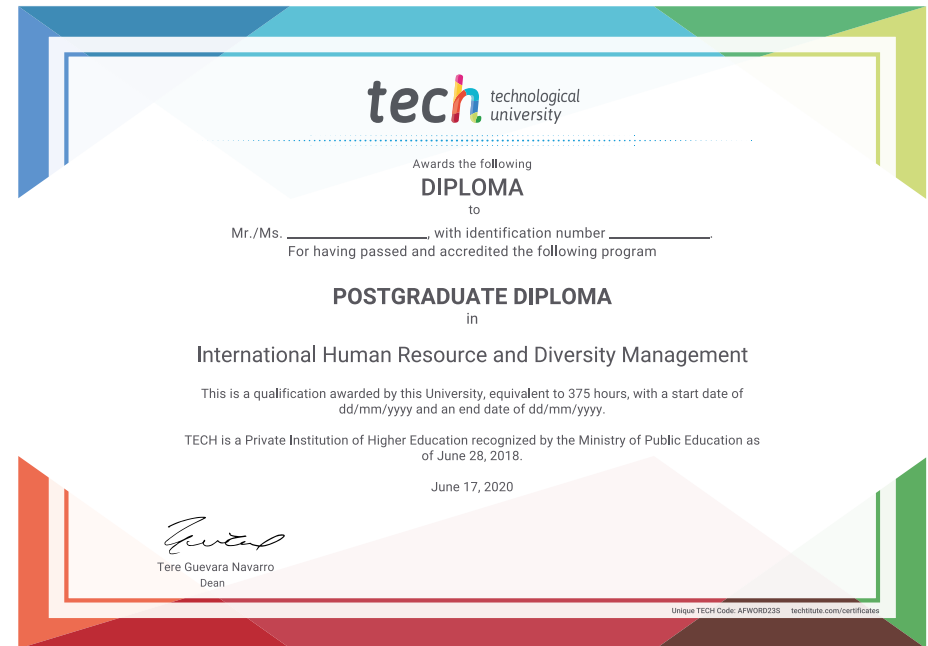 tech technological
university
Awards the following
DIPLOMA
to
Mr./Ms. ____________________, with identification number ______________.
For having passed and accredited the following program
POSTGRADUATE DIPLOMA
in
International Human Resource and Diversity Management
This is a qualification awarded by this University, equivalent to 375 hours, with a start date of
dd/mm/yyyy and an end date of dd/mm/yyyy.
TECH is a Private Institution of Higher Education recognized by the Ministry of Public Education as
of June 28, 2018.
June 17, 2020
Tere Guevara Navarro
Dean
Unique TECH Code: AFWORD23S techtitute.com/certificates